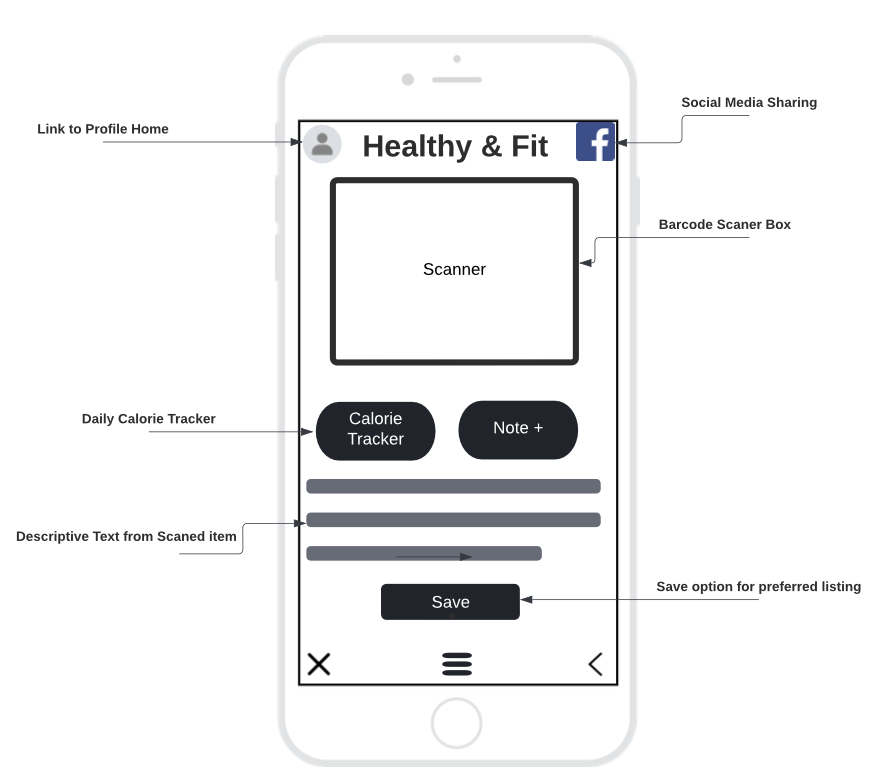 Social Media Sharing
Link to Profile Home
Healthy & Fit
Barcode Scaner Box
Scanner
Daily Calorie Tracker
Calorie
Tracker
Note +
Descriptive Text from Scaned item
Save option for preferred listing
Save